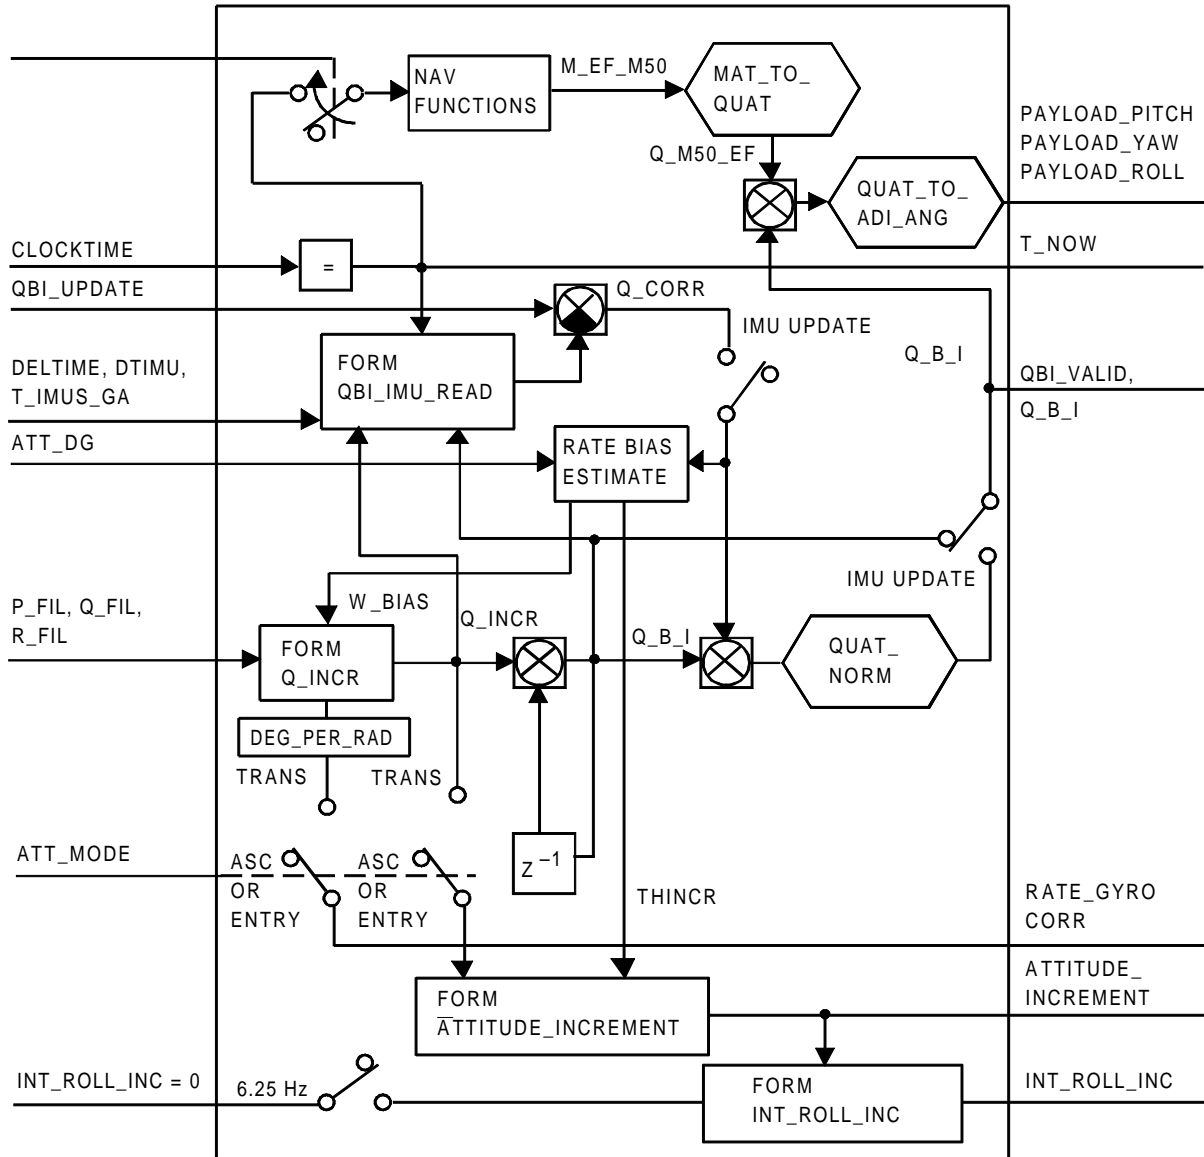 NAV
FUNCTIONS
M_EF_M50
MAT_TO_
QUAT
Q_M50_EF
QUAT_TO_
ADI_ANG
PAYLOAD_PITCH
PAYLOAD_YAW
PAYLOAD_ROLL
CLOCKTIME
=
T_NOW
QBI_UPDATE
Q_CORR
IMU UPDATE
DELTIME, DTIMU,
T_IMUS_GA
FORM
QBI_IMU_READ
Q_B_I
QBI_VALID,
Q_B_I
ATT_DG
RATE BIAS
ESTIMATE
IMU UPDATE
P_FIL, Q_FIL,
R_FIL
W_BIAS
Q_INCR
Q_B_I
FORM
Q_INCR
QUAT_
NORM
DEG_PER_RAD
TRANS
TRANS
ATT_MODE
ASC
OR
ENTRY
ASC
OR
ENTRY
Z⁻¹
THINCR
RATE_GYRO
CORR
FORM
ATTITUDE_INCREMENT
ATTITUDE_
INCREMENT
INT_ROLL_INC = 0
6.25 Hz
FORM
INT_ROLL_INC
INT_ROLL_INC